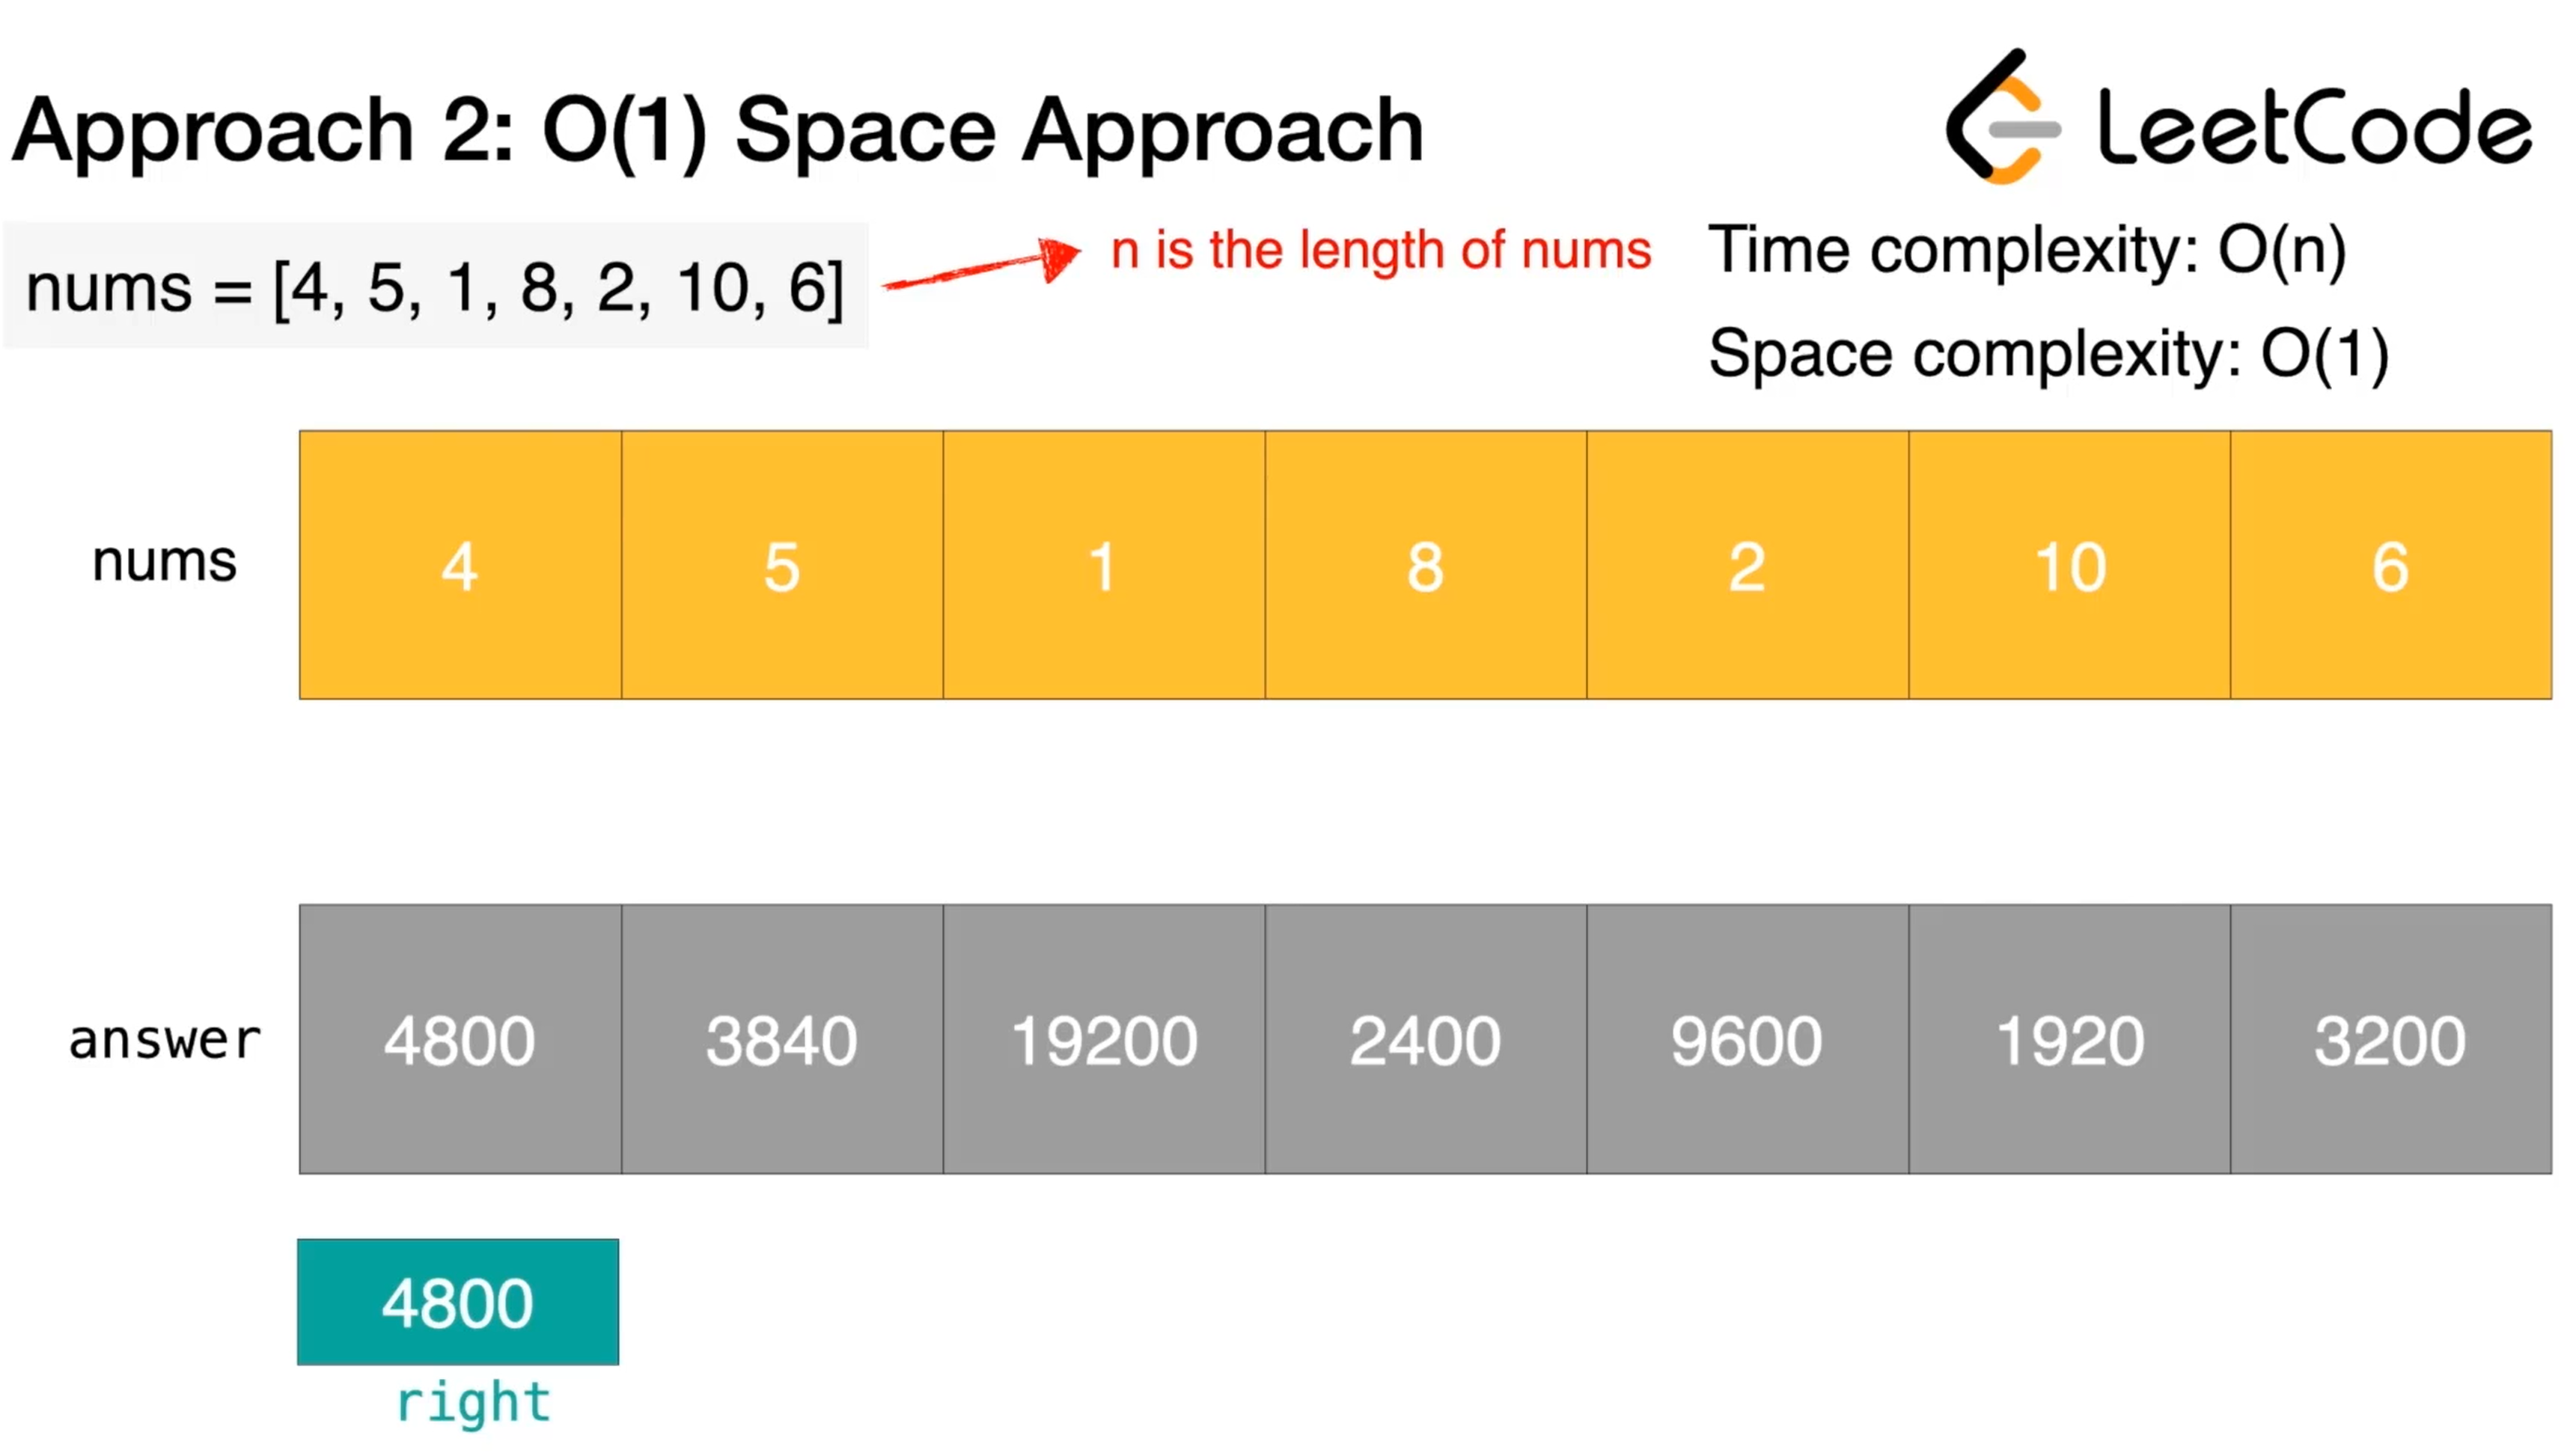 Approach 2: O(1) Space Approach
LeetCode
nums = [4, 5, 1, 8, 2, 10, 6]
n is the length of nums
Time complexity: O(n)
Space complexity: O(1)
nums 4 5 1 8 2 10 6
answer 4800 3840 19200 2400 9600 1920 3200
4800
right